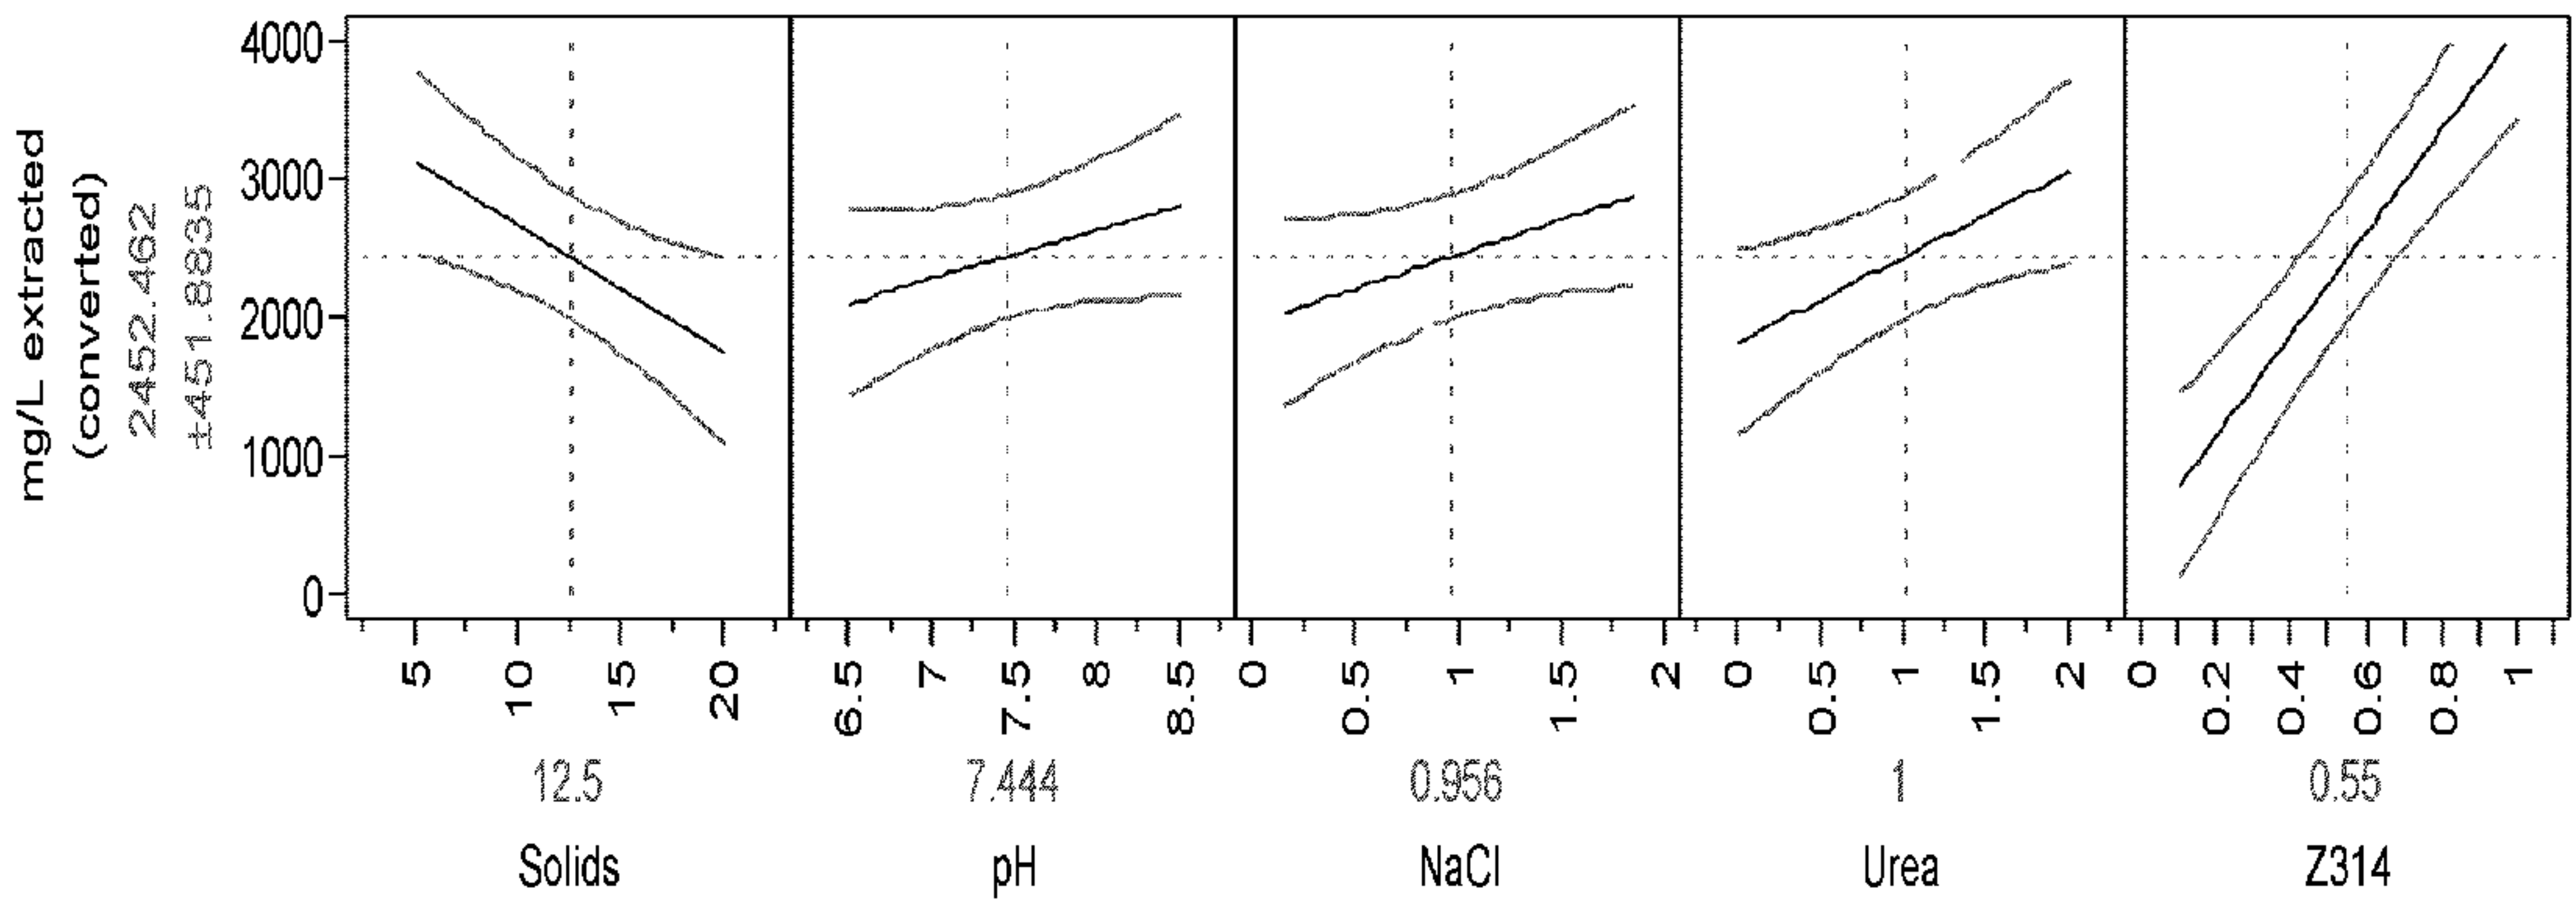 mg/L extracted
(converted)
2452.462
±451.8835
4000
3000
2000
1000
0
5 10 15 20
6.5 7 7.5 8 8.5
0 0.5 1 1.5 2
0 0.5 1 1.5 2
0 0.2 0.4 0.6 0.8 1
12.5 7.444 0.956 1 0.55
Solids pH NaCl Urea Z314